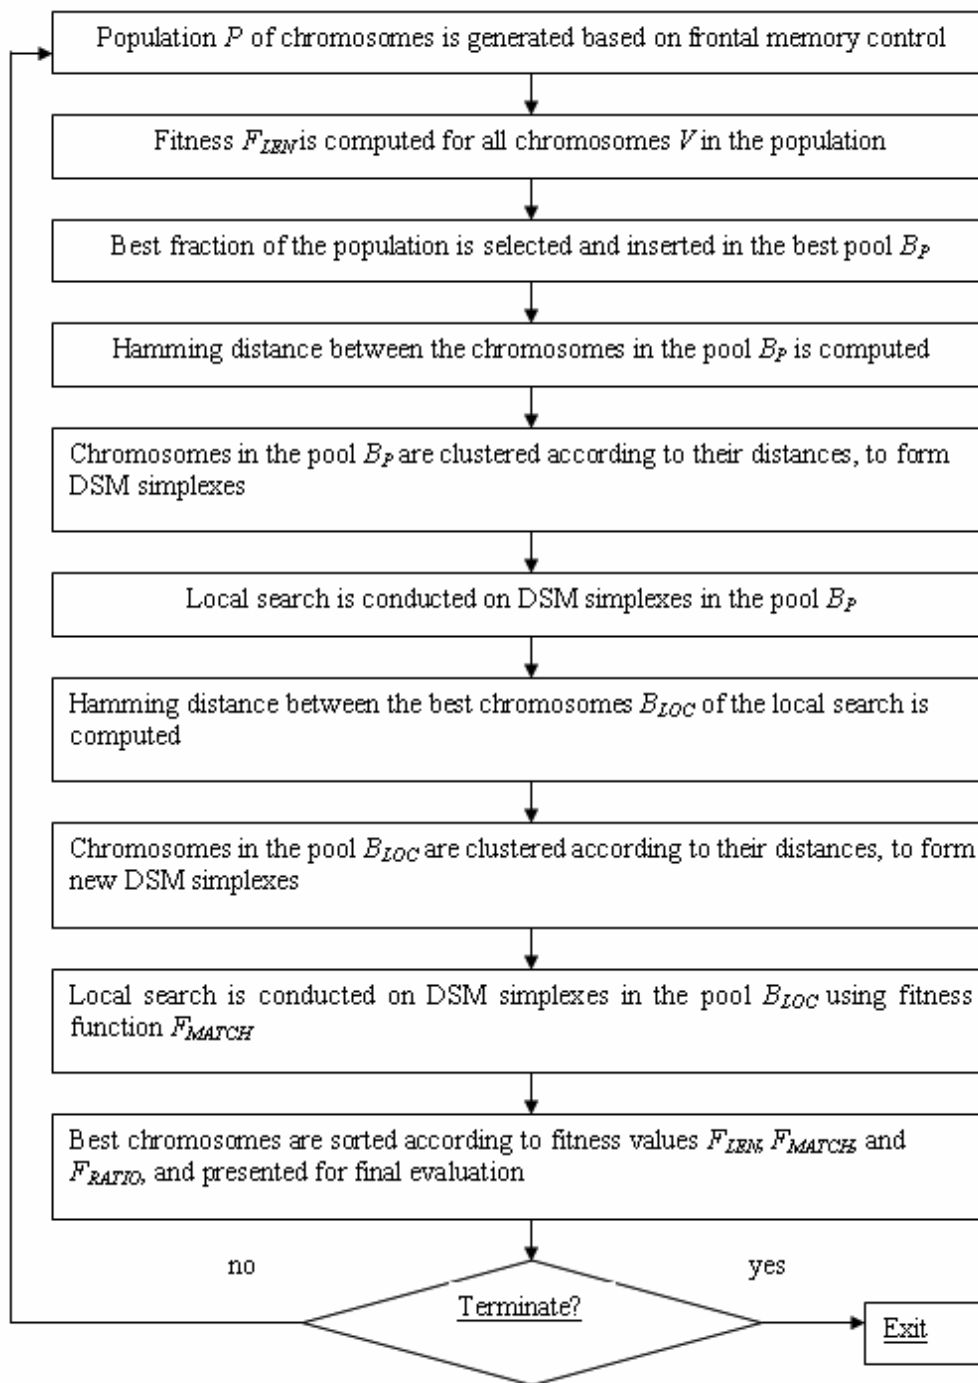 Population P of chromosomes is generated based on frontal memory control
Fitness F_LEN is computed for all chromosomes V in the population
Best fraction of the population is selected and inserted in the best pool B_P
Hamming distance between the chromosomes in the pool B_P is computed
Chromosomes in the pool B_P are clustered according to their distances, to form
DSM simplexes
Local search is conducted on DSM simplexes in the pool B_P
Hamming distance between the best chromosomes B_LOC of the local search is
computed
Chromosomes in the pool B_LOC are clustered according to their distances, to form
new DSM simplexes
Local search is conducted on DSM simplexes in the pool B_LOC using fitness
function F_MATCH
Best chromosomes are sorted according to fitness values F_LEN, F_MATCH, and
F_RATIO, and presented for final evaluation
no
yes
Terminate?
Exit